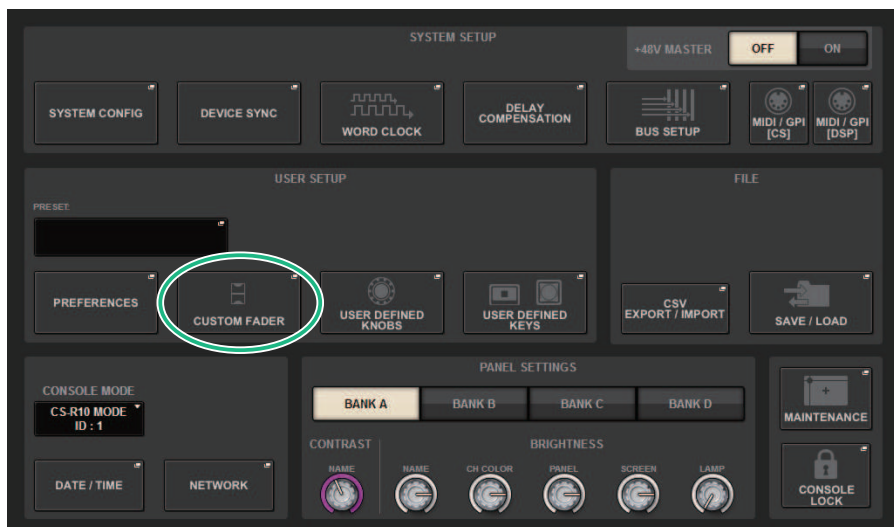 SYSTEM SETUP
+48V MASTER
OFF
ON
SYSTEM CONFIG
DEVICE SYNC
WORD CLOCK
DELAY
COMPENSATION
BUS SETUP
MIDI / GPI
[CS]
MIDI / GPI
[DSP]
USER SETUP
PRESET
PREFERENCES
CUSTOM FADER
USER DEFINED
KNOBS
USER DEFINED
KEYS
FILE
CSV
EXPORT / IMPORT
SAVE / LOAD
CONSOLE MODE
CS-R10 MODE
ID : 1
DATE / TIME
NETWORK
PANEL SETTINGS
BANK A
BANK B
BANK C
BANK D
CONTRAST
BRIGHTNESS
NAME
NAME
CH COLOR
PANEL
SCREEN
LAMP
MAINTENANCE
CONSOLE
LOCK